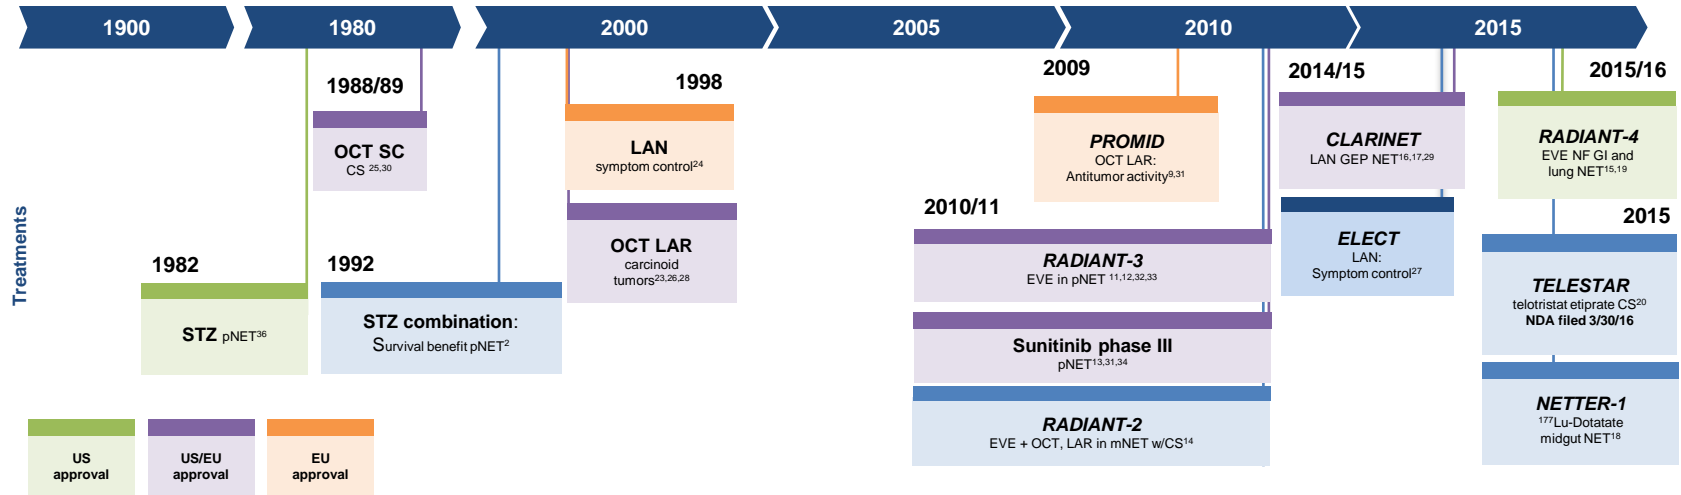 1900
1980
2000
2005
2010
2015
Treatments
1982
STZ pNET36
1988/89
OCT SC
CS 25,30
1992
STZ combination:
Survival benefit pNET2
1998
LAN
symptom control24
OCT LAR
carcinoid
tumors23,26,28
2009
PROMID
OCT LAR:
Antitumor activity9,31
2010/11
RADIANT-3
EVE in pNET 11,12,32,33
Sunitinib phase III
pNET13,31,34
RADIANT-2
EVE + OCT, LAR in mNET w/CS14
2014/15
CLARINET
LAN GEP NET16,17,29
ELECT
LAN:
Symptom control27
2015/16
RADIANT-4
EVE NF GI and
lung NET15,19
2015
TELESTAR
telotristat etiprate CS20
NDA filed 3/30/16
NETTER-1
177Lu-Dotatate
midgut NET18
US
approval
US/EU
approval
EU
approval